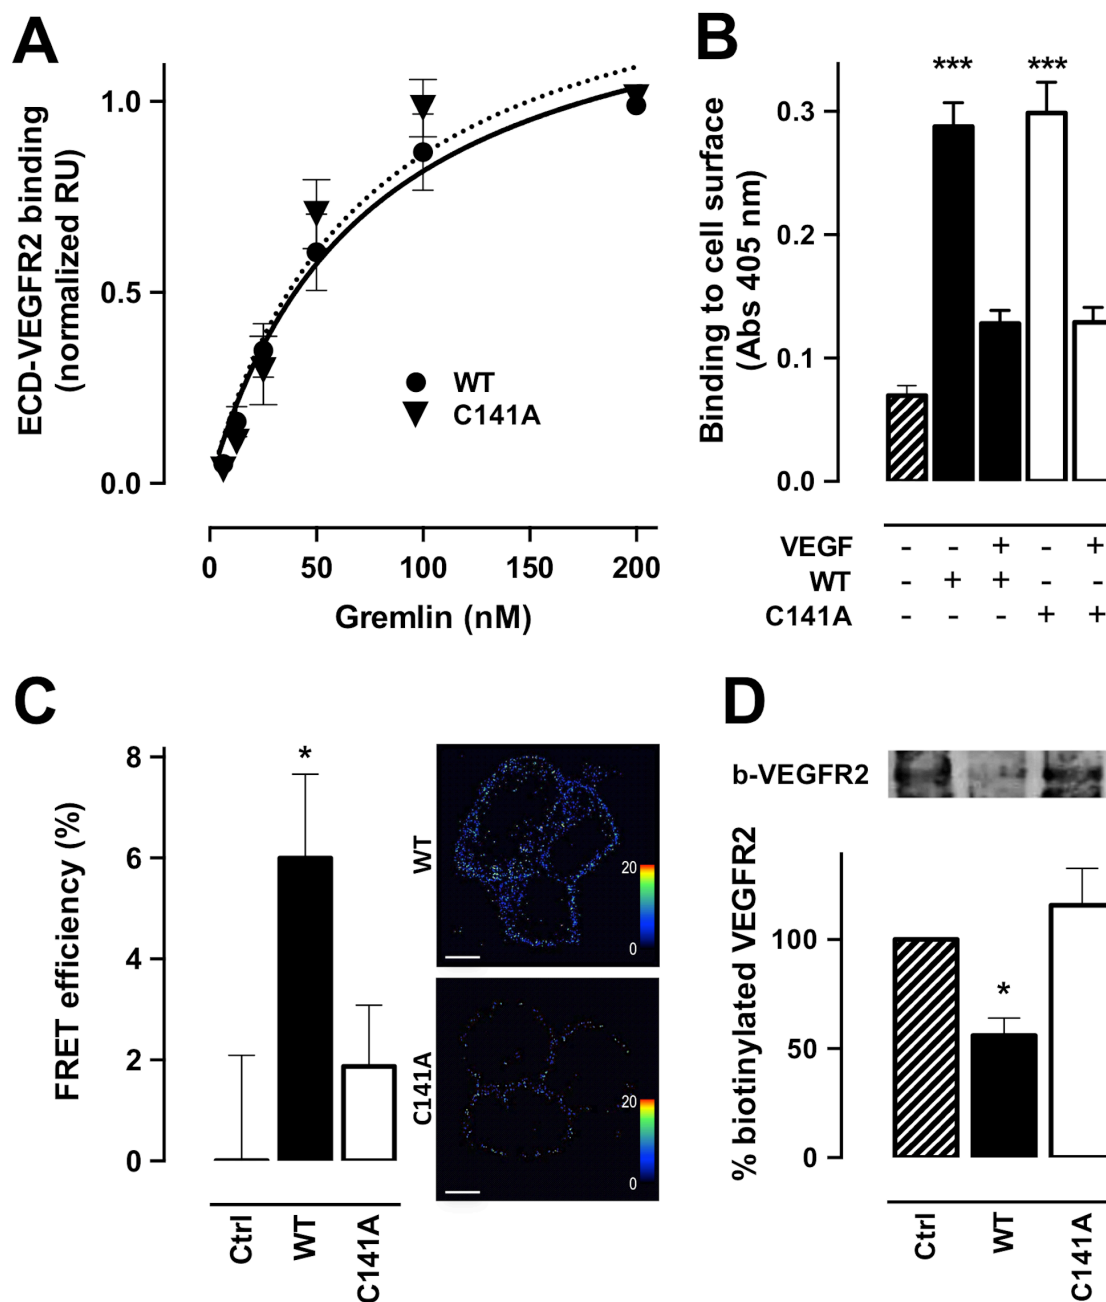 A
ECD-VEGFR2 binding
(normalized RU)
1.0
0.5
0.0
WT
C141A
0 50 100 150 200
Gremlin (nM)
B
Binding to cell surface
(Abs 405 nm)
*** ***
0.3
0.2
0.1
0.0
VEGF - - + - +
WT - + + - -
C141A - - - + +
C
FRET efficiency (%)
8
6
4
2
0
*
Ctrl
WT
C141A
WT
20
0
C141A
20
0
D
b-VEGFR2
% biotinylated VEGFR2
100
50
0
*
Ctrl
WT
C141A